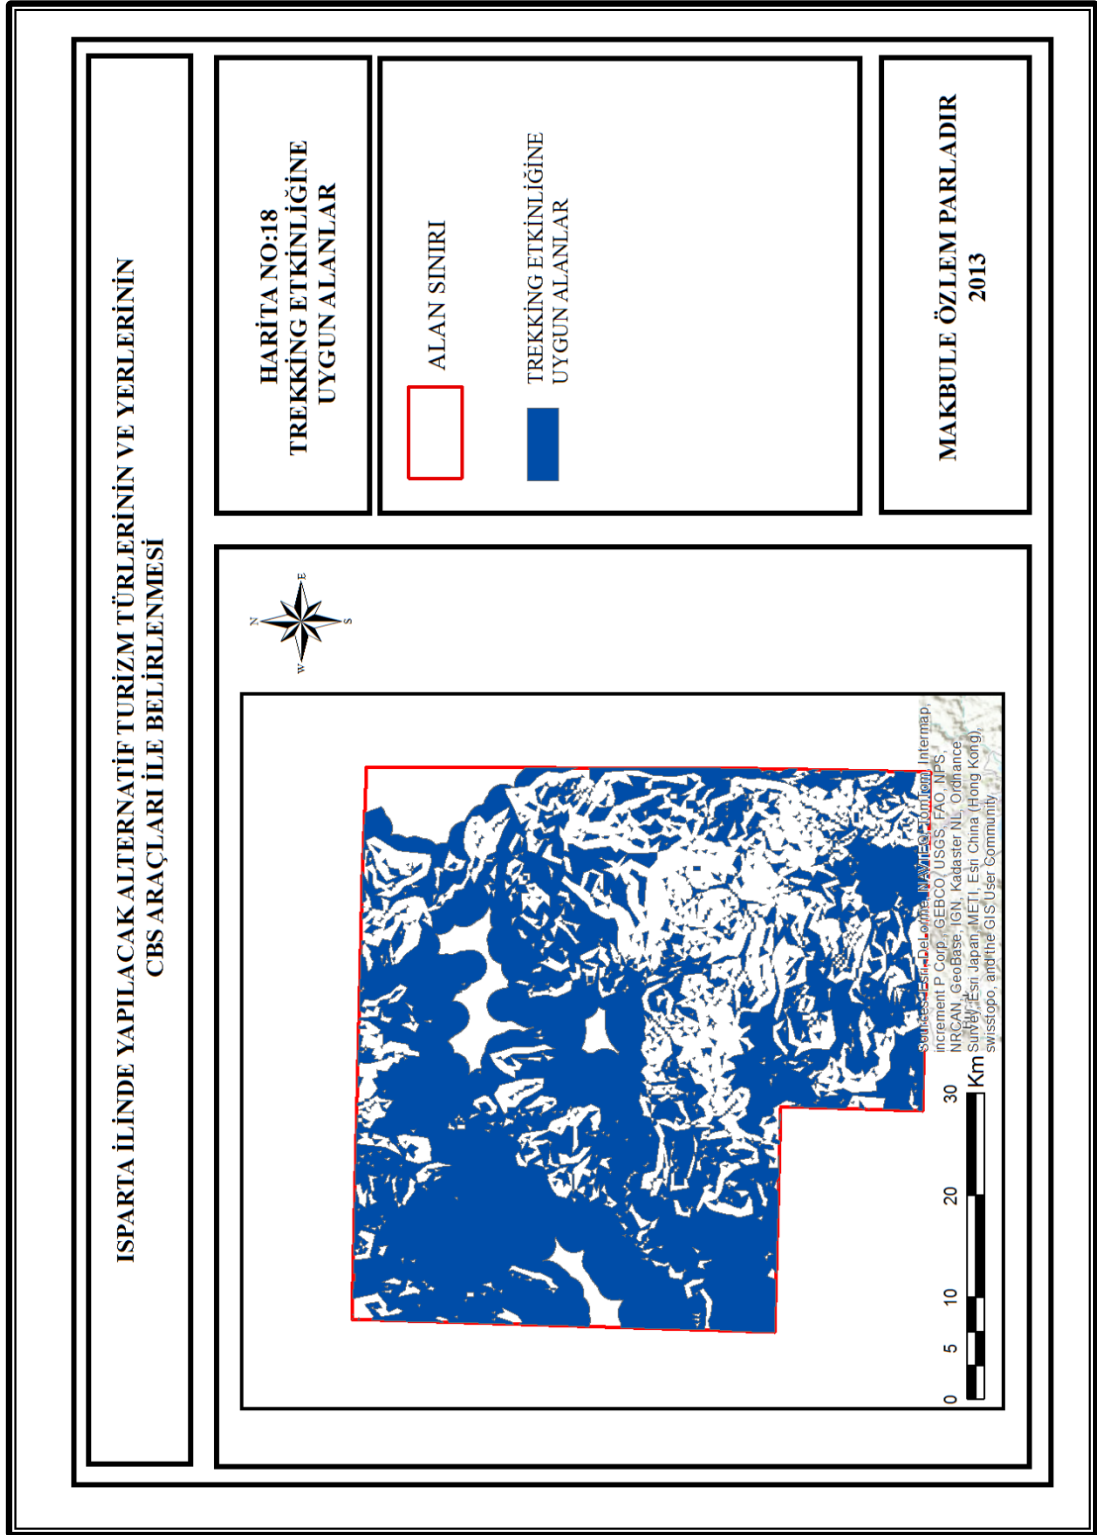 ISPARTA İLİNDE YAPILACAK ALTERNATİF TURİZM TÜRLERİNİN VE YERLERİNİN
CBS ARAÇLARI İLE BELİRLENMESİ
N
W
E
S
0 5 10 20 30
Km
Sources: Esri, DeLorme, NAVTEQ, TomTom, Intermap,
increment P Corp., GEBCO, USGS, FAO, NPS,
NRCAN, GeoBase, IGN, Kadaster NL, Ordnance
Survey, Esri Japan, METI, Esri China (Hong Kong),
swisstopo, and the GIS User Community
HARİTA NO:18
TREKKİNG ETKİNLİĞİNE
UYGUN ALANLAR
ALAN SINIRI
TREKKİNG ETKİNLİĞİNE
UYGUN ALANLAR
MAKBULE ÖZLEM PARLADIR
2013